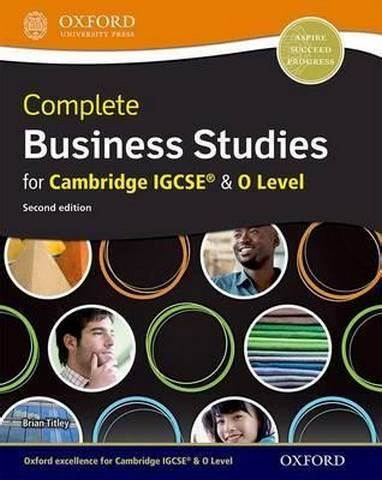 OXFORD
UNIVERSITY PRESS
ASPIRE
SUCCEED
PROGRESS
Complete
Business Studies
for Cambridge IGCSE® & O Level
Second edition
Brian Titley
Oxford excellence for Cambridge IGCSE® & O Level
OXFORD